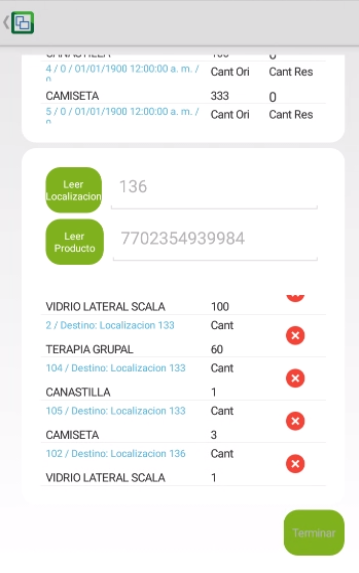 4 / 0 / 01/01/1900 12:00:00 a. m. / Cant Ori Cant Res
CAMISETA 333 0
5 / 0 / 01/01/1900 12:00:00 a. m. / Cant Ori Cant Res
Leer
Localizacion
136
Leer
Producto
7702354939984
VIDRIO LATERAL SCALA 100
2 / Destino: Localizacion 133 Cant
TERAPIA GRUPAL 60
104 / Destino: Localizacion 133 Cant
CANASTILLA 1
105 / Destino: Localizacion 133 Cant
CAMISETA 3
102 / Destino: Localizacion 136 Cant
VIDRIO LATERAL SCALA 1
Terminar